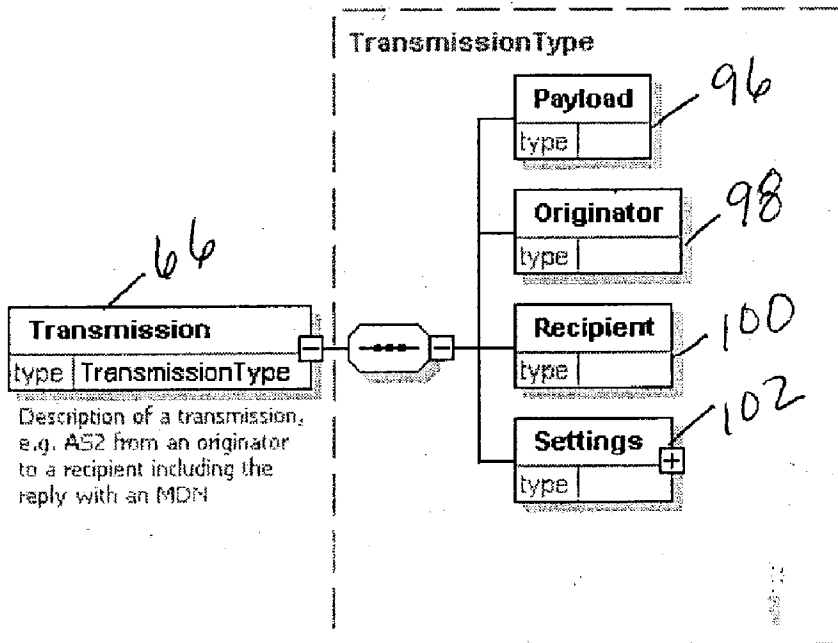 TransmissionType
Payload
96
type
Originator
98
type
66
Transmission
type TransmissionType
Recipient
100
type
Description of a transmission,
e.g. AS2 from an originator
to a recipient including the
reply with an MDN
Settings
102
type